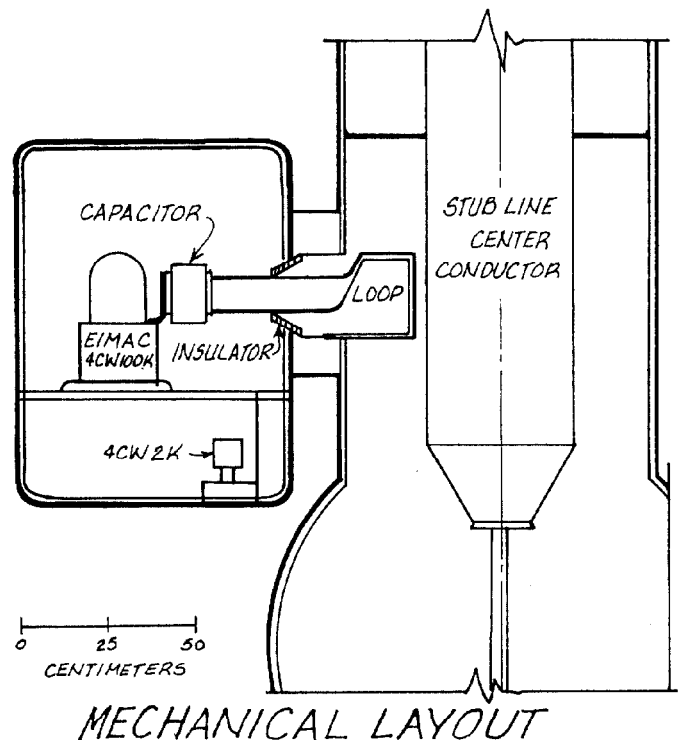 STUB LINE
CENTER
CONDUCTOR
CAPACITOR
LOOP
EIMAC
4CW100K
INSULATOR
4CW2K
0 25 50
CENTIMETERS
MECHANICAL LAYOUT